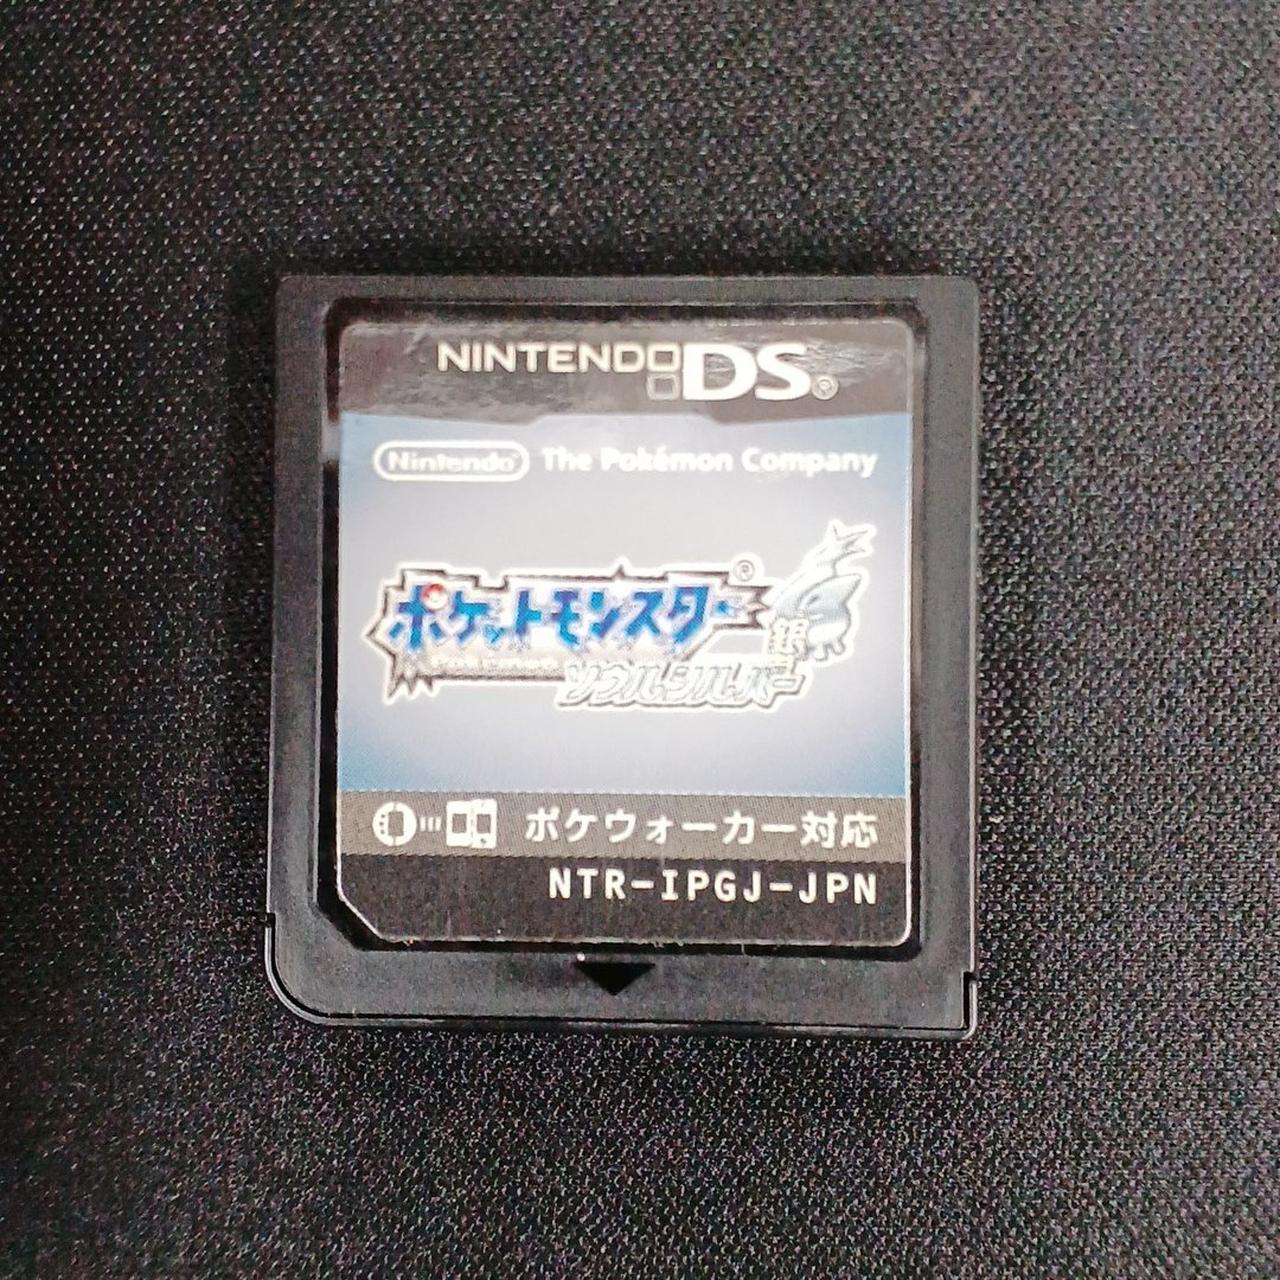 NINTENDO DS®
Nintendo® The Pokémon Company
ポケットモンスター®
POKÉMON
ソウルシルバー
ポケウォーカー対応
NTR-IPGJ-JPN